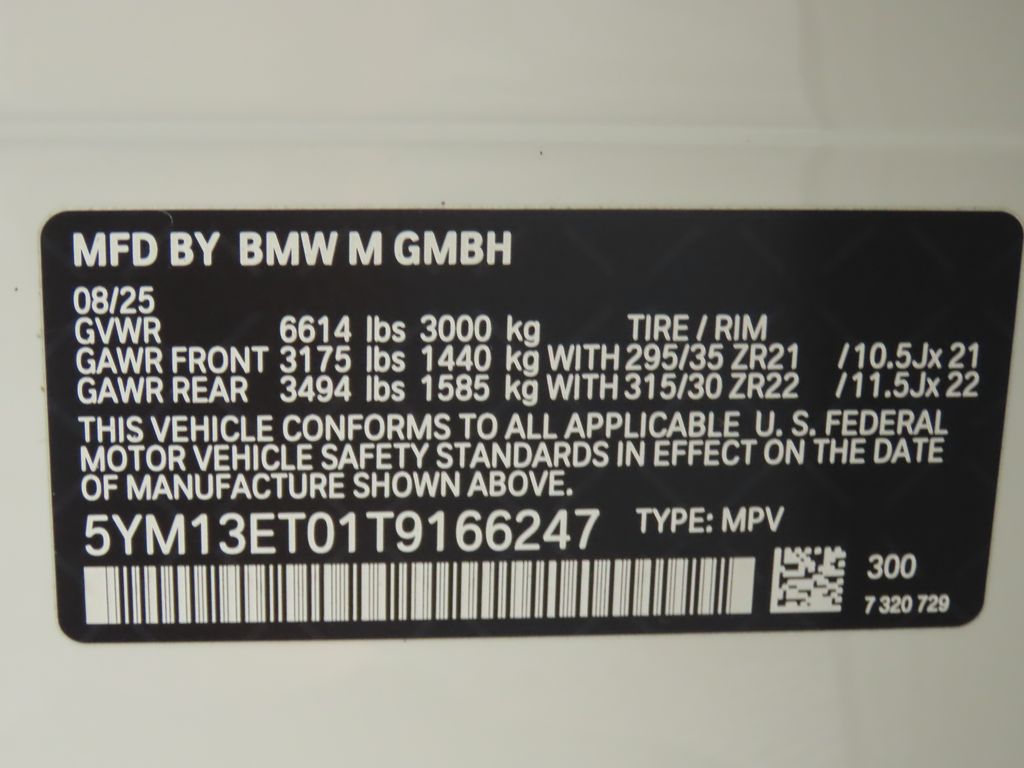 MFD BY BMW M GMBH
08/25
GVWR 6614 lbs 3000 kg TIRE / RIM
GAWR FRONT 3175 lbs 1440 kg WITH 295/35 ZR21 /10.5Jx 21
GAWR REAR 3494 lbs 1585 kg WITH 315/30 ZR22 /11.5Jx 22
THIS VEHICLE CONFORMS TO ALL APPLICABLE U. S. FEDERAL
MOTOR VEHICLE SAFETY STANDARDS IN EFFECT ON THE DATE
OF MANUFACTURE SHOWN ABOVE.
5YM13ET01T9166247 TYPE: MPV
300
7 320 729